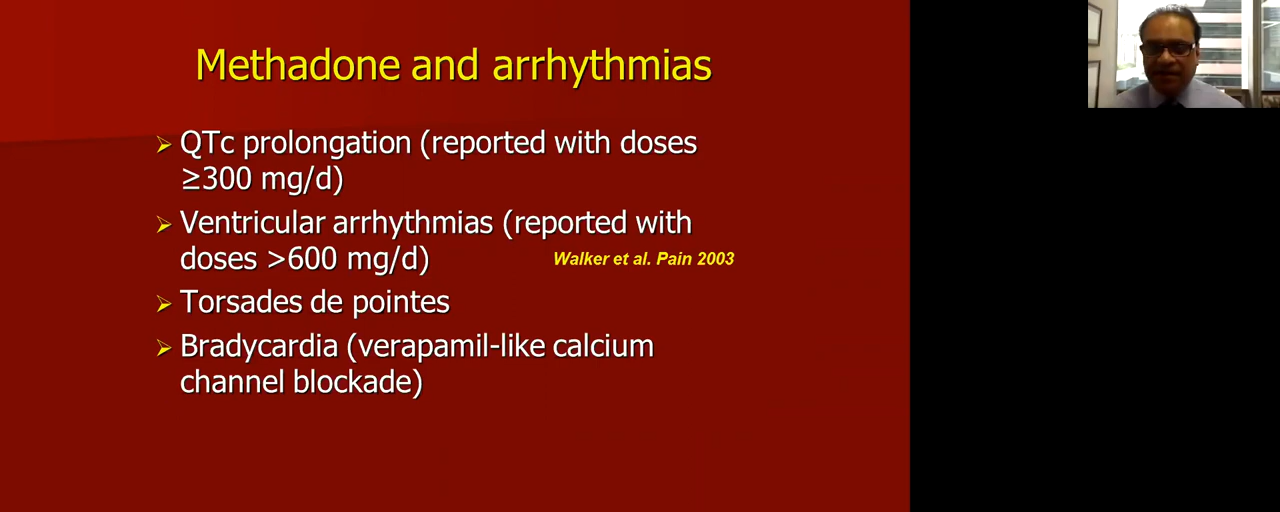 Methadone and arrhythmias
QTc prolongation (reported with doses
≥300 mg/d)
Ventricular arrhythmias (reported with
doses >600 mg/d)
Walker et al. Pain 2003
Torsades de pointes
Bradycardia (verapamil-like calcium
channel blockade)